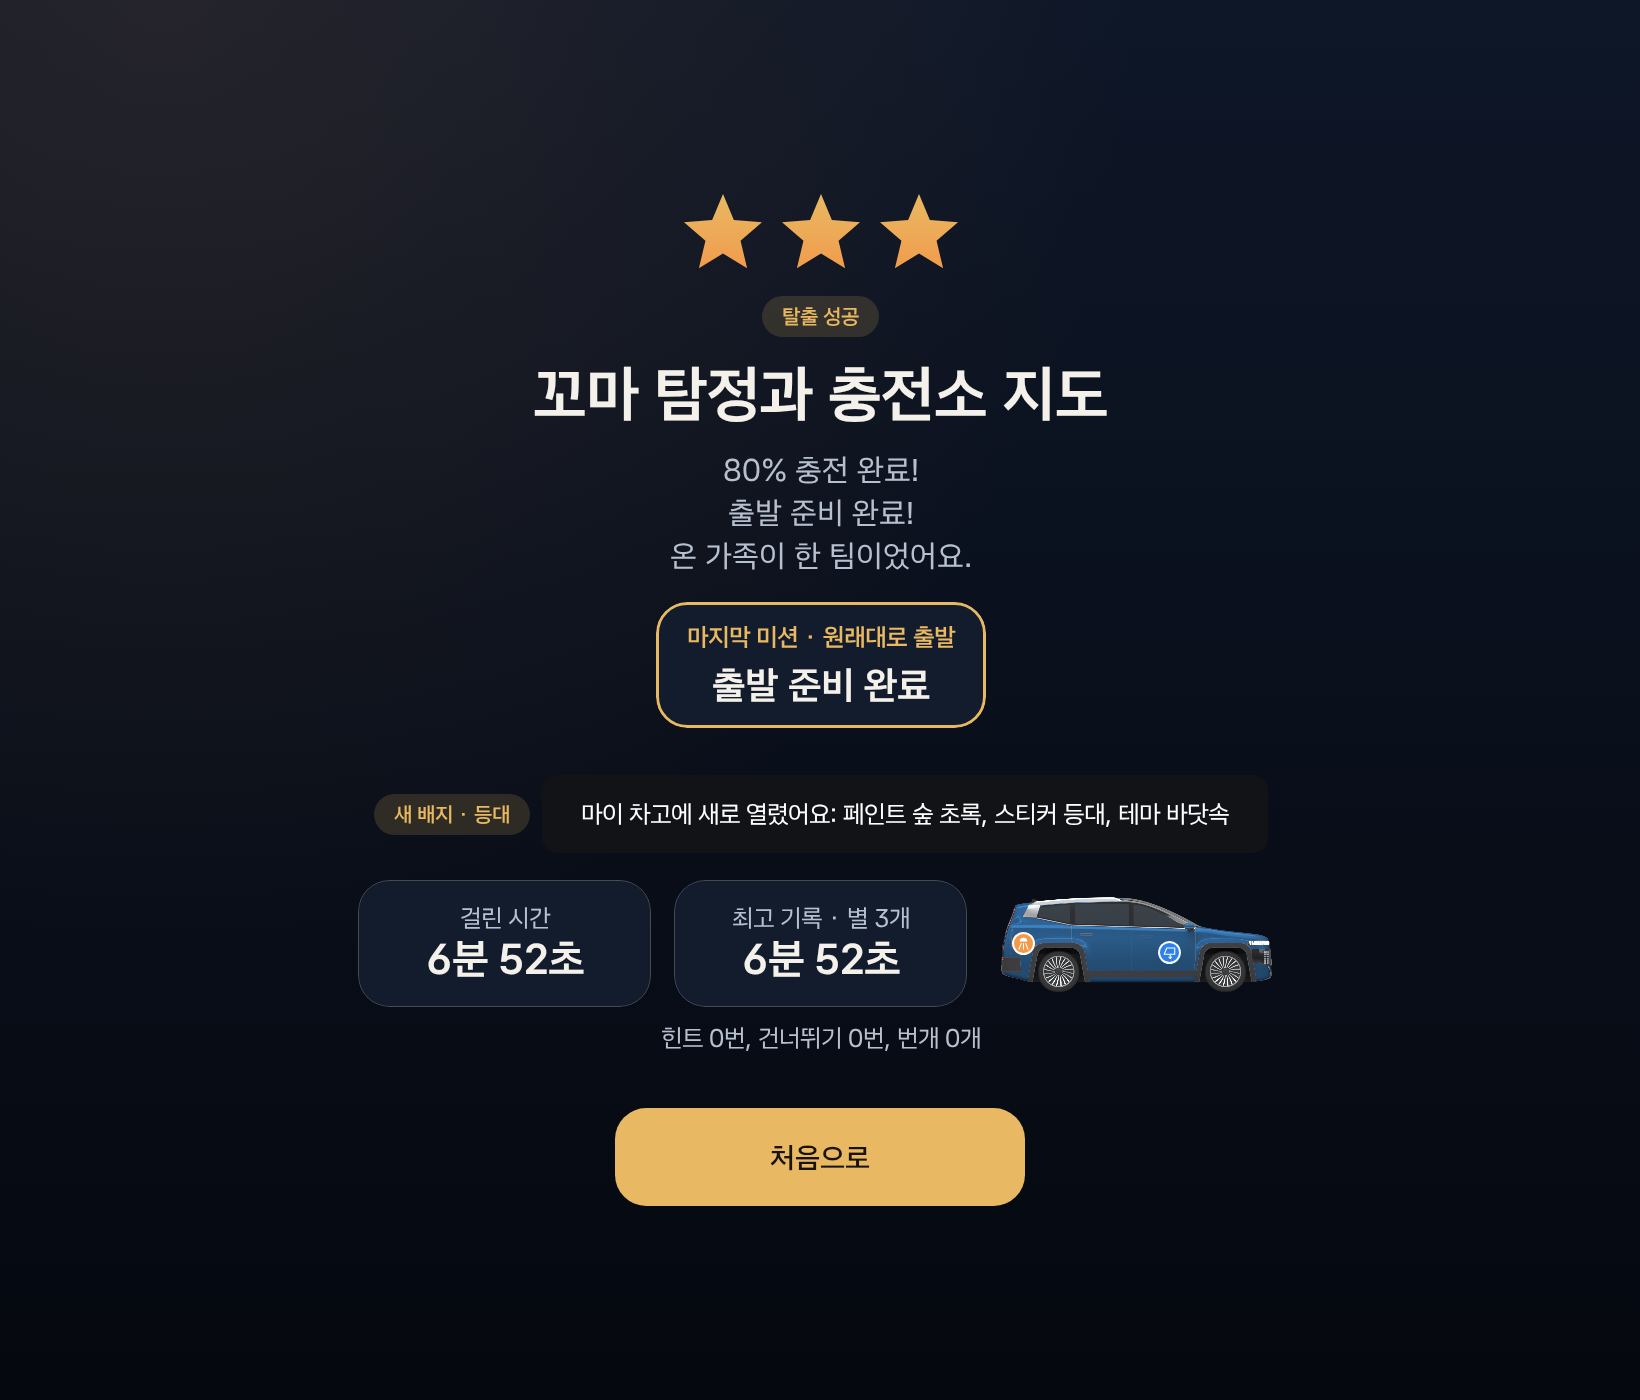 탈출 성공
꼬마 탐정과 충전소 지도
80% 충전 완료!
출발 준비 완료!
온 가족이 한 팀이었어요.
마지막 미션 · 원래대로 출발
출발 준비 완료
새 배지 · 등대
마이 차고에 새로 열렸어요: 페인트 숲 초록, 스티커 등대, 테마 바닷속
걸린 시간
6분 52초
최고 기록 · 별 3개
6분 52초
힌트 0번, 건너뛰기 0번, 번개 0개
처음으로